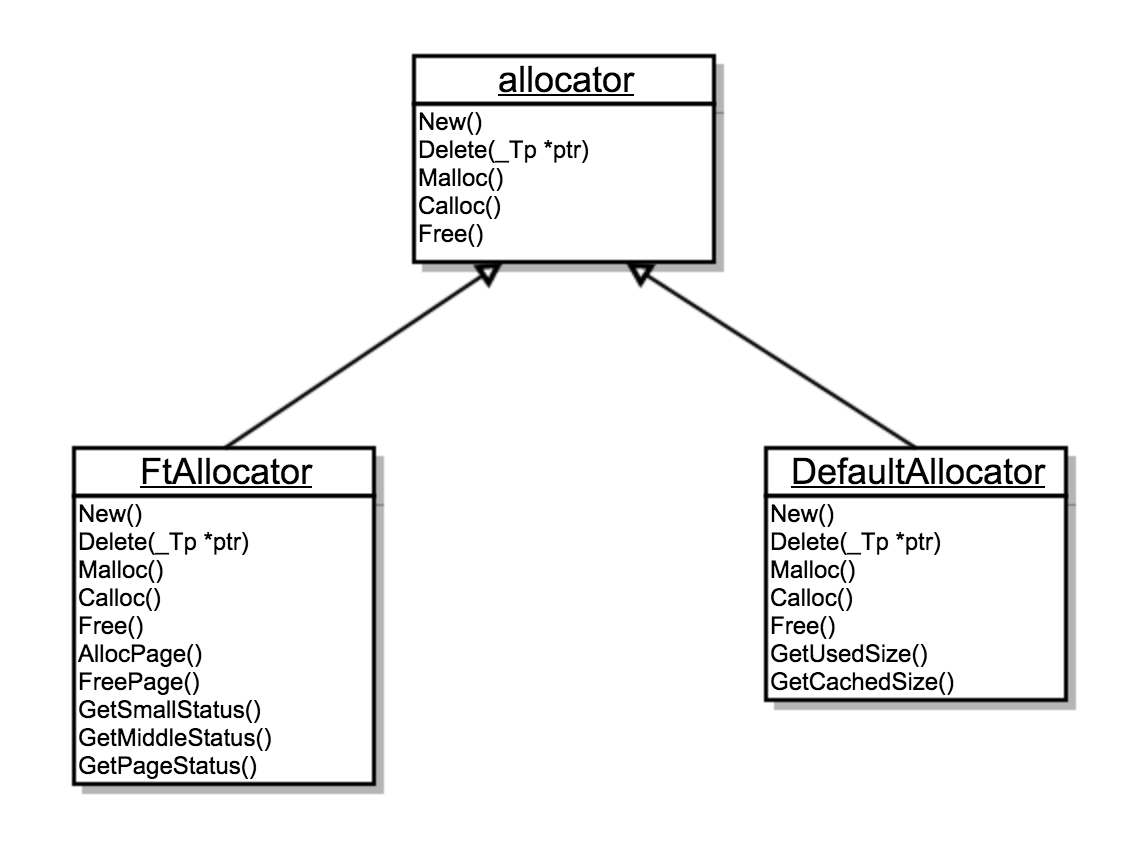 allocator
New()
Delete(_Tp *ptr)
Malloc()
Calloc()
Free()
FtAllocator
New()
Delete(_Tp *ptr)
Malloc()
Calloc()
Free()
AllocPage()
FreePage()
GetSmallStatus()
GetMiddleStatus()
GetPageStatus()
DefaultAllocator
New()
Delete(_Tp *ptr)
Malloc()
Calloc()
Free()
GetUsedSize()
GetCachedSize()